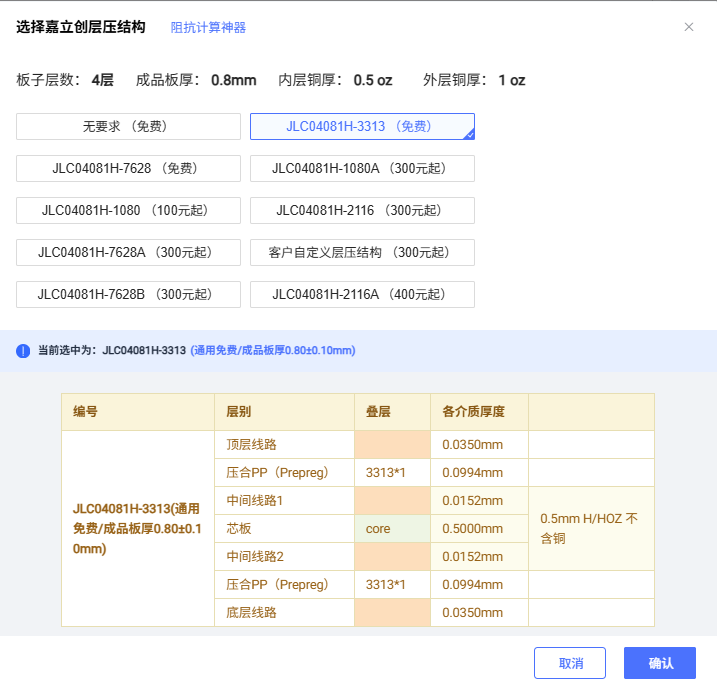 选择嘉立创层压结构 阻抗计算神器
板子层数： 4层 成品板厚： 0.8mm 内层铜厚： 0.5 oz 外层铜厚： 1 oz
无要求 （免费） JLC04081H-3313 （免费）
JLC04081H-7628 （免费） JLC04081H-1080A （300元起）
JLC04081H-1080 （100元起） JLC04081H-2116 （300元起）
JLC04081H-7628A （300元起） 客户自定义层压结构 （300元起）
JLC04081H-7628B （300元起） JLC04081H-2116A （400元起）
当前选中为： JLC04081H-3313 (通用免费/成品板厚0.80±0.10mm)
编号 层别 叠层 各介质厚度
顶层线路 0.0350mm
压合PP（Prepreg) 3313*1 0.0994mm
中间线路1 0.0152mm
芯板 core 0.5000mm
中间线路2 0.0152mm
压合PP（Prepreg) 3313*1 0.0994mm
底层线路 0.0350mm
JLC04081H-3313(通用
免费/成品板厚0.80±0.1
0mm)
0.5mm H/HOZ 不
含铜
取消 确认